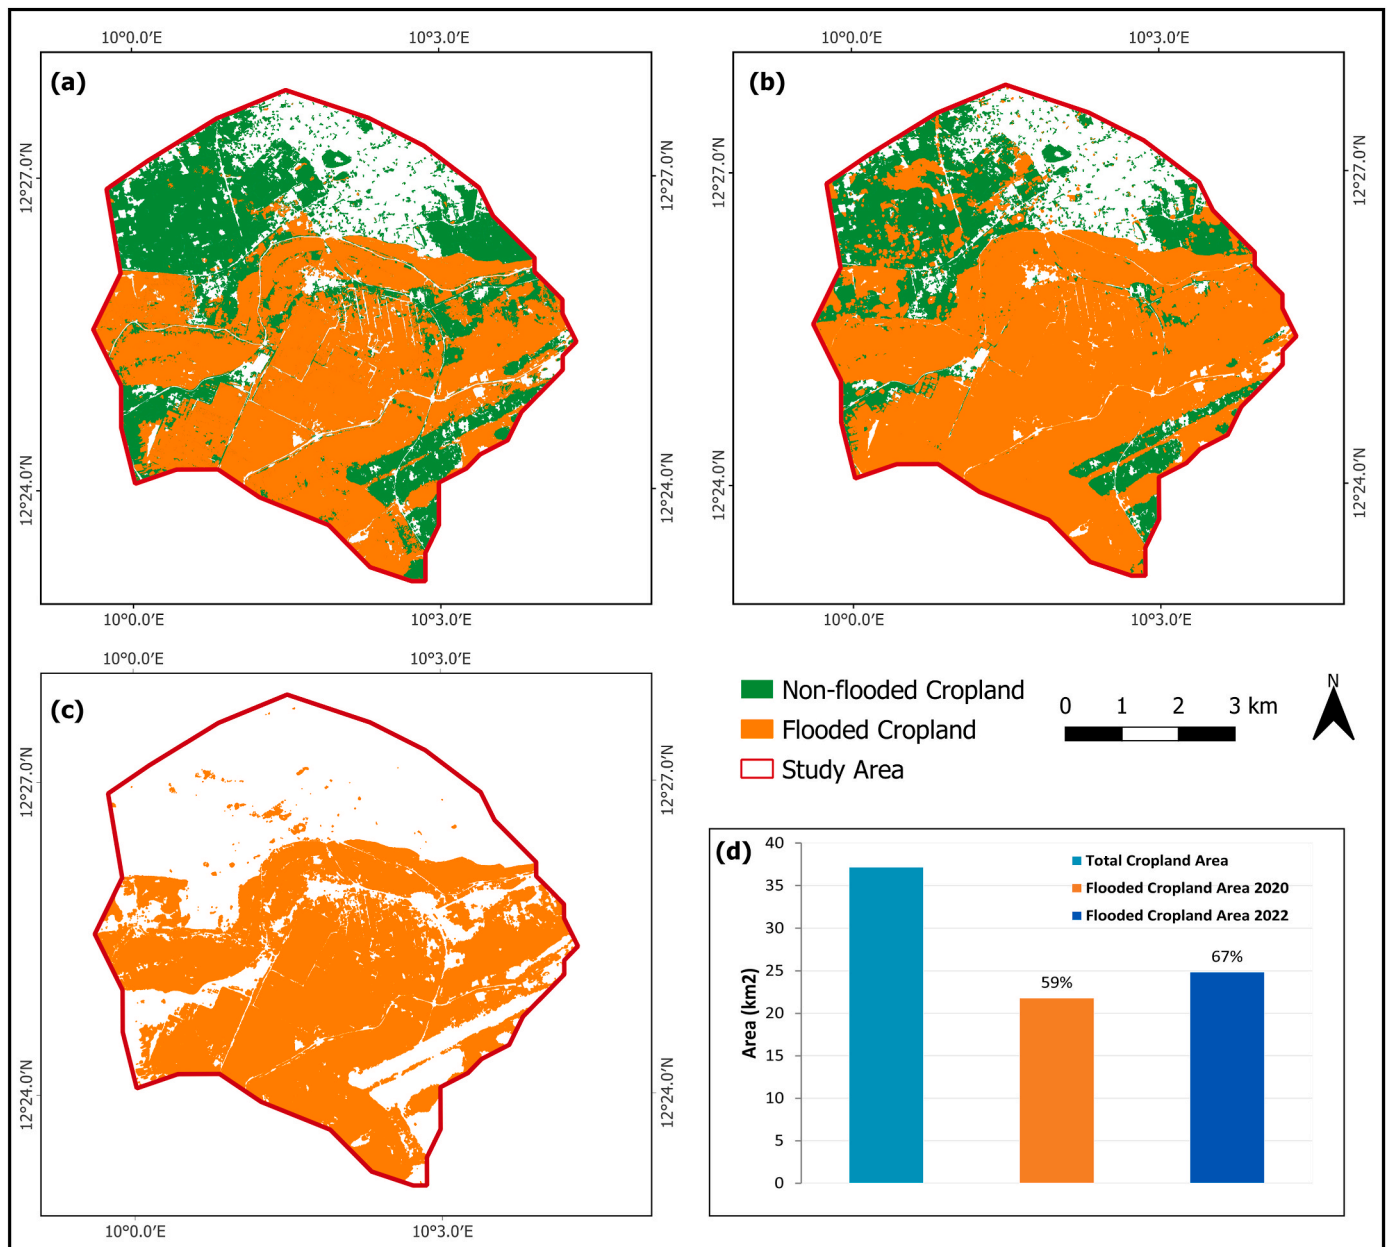 10°0.0'E 10°3.0'E 10°0.0'E 10°3.0'E
(a) (b)
12°27.0'N 12°27.0'N 12°27.0'N 12°27.0'N
12°24.0'N 12°24.0'N 12°24.0'N 12°24.0'N
10°0.0'E 10°3.0'E 10°0.0'E 10°3.0'E
10°0.0'E 10°3.0'E
(c)
12°27.0'N 12°27.0'N
12°24.0'N 12°24.0'N
10°0.0'E 10°3.0'E
Non-flooded Cropland
Flooded Cropland
Study Area
0 1 2 3 km
N
(d)
Area (km2)
40
35
30
25
20
15
10
5
0
Total Cropland Area
Flooded Cropland Area 2020
Flooded Cropland Area 2022
59%
67%